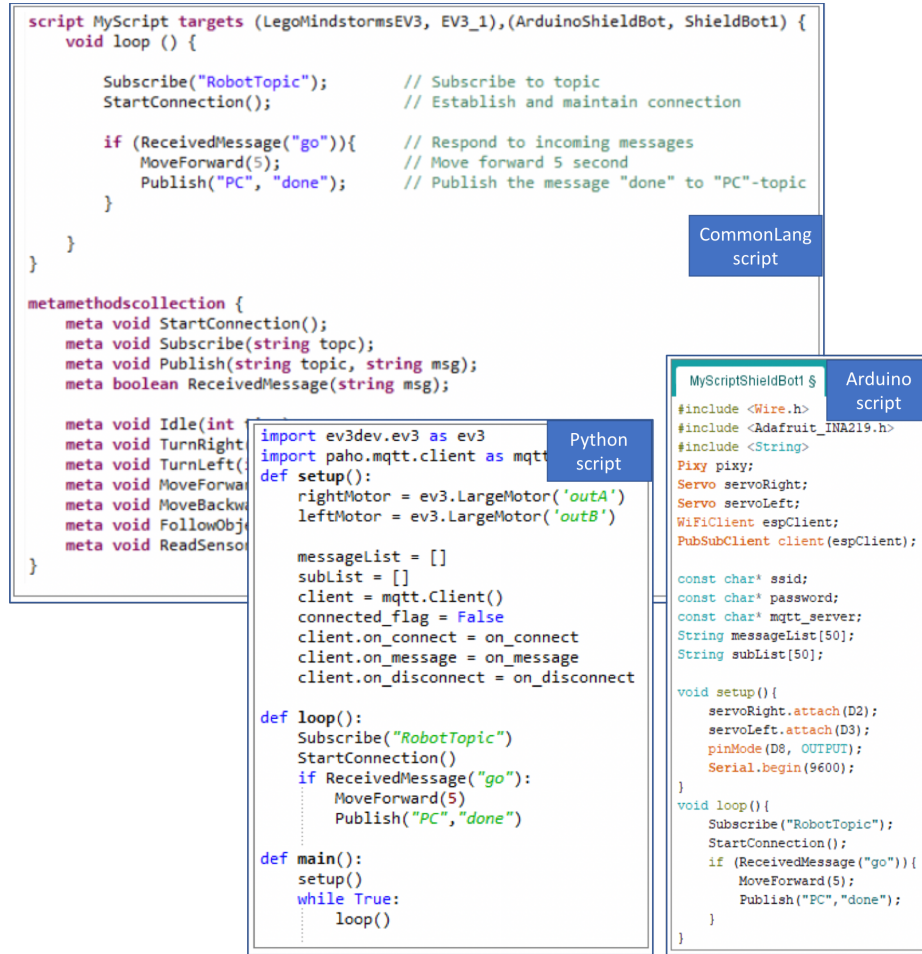 script MyScript targets (LegoMindstormsEV3, EV3_1),(ArduinoShieldBot, ShieldBot1) {
void loop () {
Subscribe("RobotTopic"); // Subscribe to topic
StartConnection(); // Establish and maintain connection
if (ReceivedMessage("go")){ // Respond to incoming messages
MoveForward(5); // Move forward 5 second
Publish("PC", "done"); // Publish the message "done" to "PC"-topic
}
}
}
CommonLang
script
metamethodscollection {
meta void StartConnection();
meta void Subscribe(string topc);
meta void Publish(string topic, string msg);
meta boolean ReceivedMessage(string msg);
meta void Idle(int
meta void TurnRight(
meta void TurnLeft(
meta void MoveForwar
meta void MoveBackwa
meta void FollowObj
meta void ReadSensor
}
Python
script
import ev3dev.ev3 as ev3
import paho.mqtt.client as mqtt
def setup():
rightMotor = ev3.LargeMotor('outA')
leftMotor = ev3.LargeMotor('outB')
messageList = []
subList = []
client = mqtt.Client()
connected_flag = False
client.on_connect = on_connect
client.on_message = on_message
client.on_disconnect = on_disconnect
def loop():
Subscribe("RobotTopic")
StartConnection()
if ReceivedMessage("go"):
MoveForward(5)
Publish("PC","done")
def main():
setup()
while True:
loop()
MyScriptShieldBot1 §
Arduino
script
#include <Wire.h>
#include <Adafruit_INA219.h>
#include <String>
Pixy pixy;
Servo servoRight;
Servo servoLeft;
WiFiClient espClient;
PubSubClient client(espClient);
const char* ssid;
const char* password;
const char* mqtt_server;
String messageList[50];
String subList[50];
void setup(){
servoRight.attach(D2);
servoLeft.attach(D3);
pinMode(D8, OUTPUT);
Serial.begin(9600);
}
void loop(){
Subscribe("RobotTopic");
StartConnection();
if (ReceivedMessage("go")){
MoveForward(5);
Publish("PC","done");
}
}